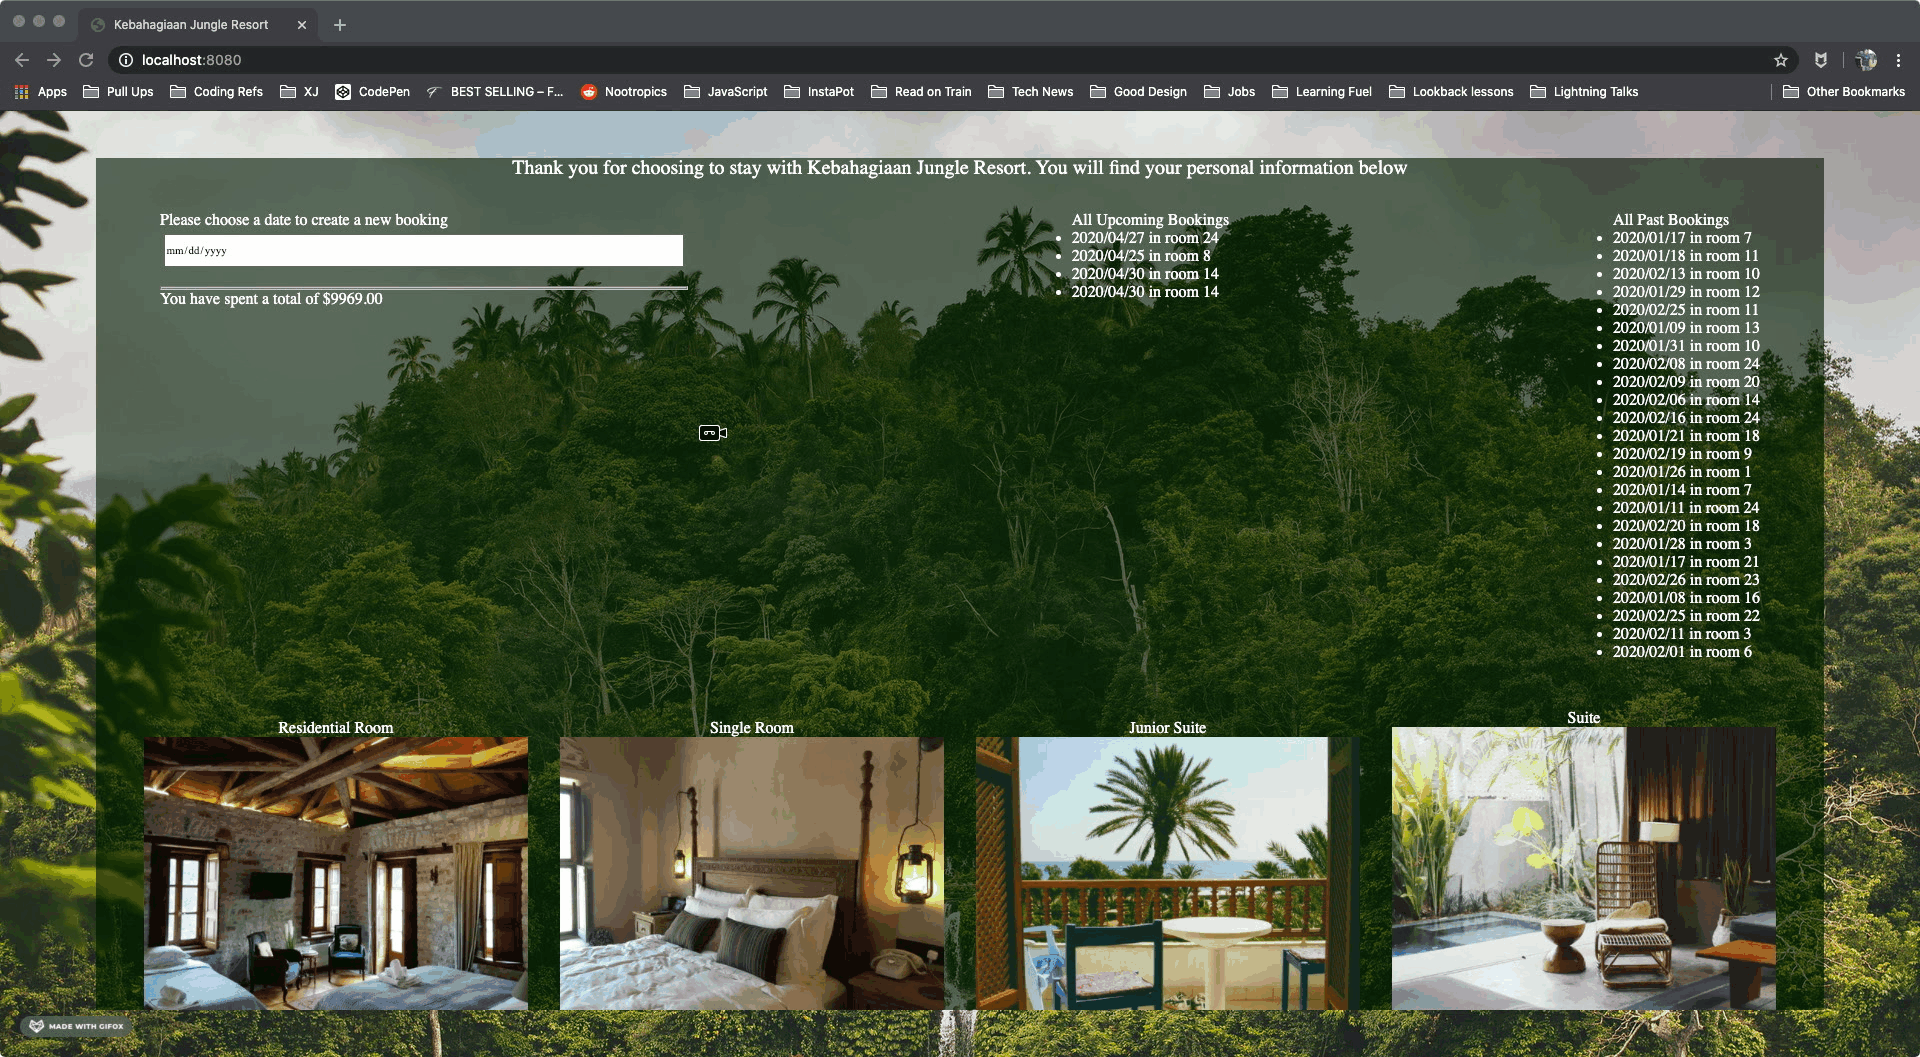 Kebahagiaan Jungle Resort
localhost:8080
Apps Pull Ups Coding Refs XJ CodePen BEST SELLING – F... Nootropics JavaScript InstaPot Read on Train Tech News Good Design Jobs Learning Fuel Lookback lessons Lightning Talks Other Bookmarks
Thank you for choosing to stay with Kebahagiaan Jungle Resort. You will find your personal information below
Please choose a date to create a new booking
mm/dd/yyyy
You have spent a total of $9969.00
All Upcoming Bookings
2020/04/27 in room 24
2020/04/25 in room 8
2020/04/30 in room 14
2020/04/30 in room 14
All Past Bookings
2020/01/17 in room 7
2020/01/18 in room 11
2020/02/13 in room 10
2020/01/29 in room 12
2020/02/25 in room 11
2020/01/09 in room 13
2020/01/31 in room 10
2020/02/08 in room 24
2020/02/09 in room 20
2020/02/06 in room 14
2020/02/16 in room 24
2020/01/21 in room 18
2020/02/19 in room 9
2020/01/26 in room 1
2020/01/14 in room 7
2020/01/11 in room 24
2020/02/20 in room 18
2020/01/28 in room 3
2020/01/17 in room 21
2020/02/26 in room 23
2020/01/08 in room 16
2020/02/25 in room 22
2020/02/11 in room 3
2020/02/01 in room 6
Residential Room
Single Room
Junior Suite
Suite
MADE WITH GIFOX